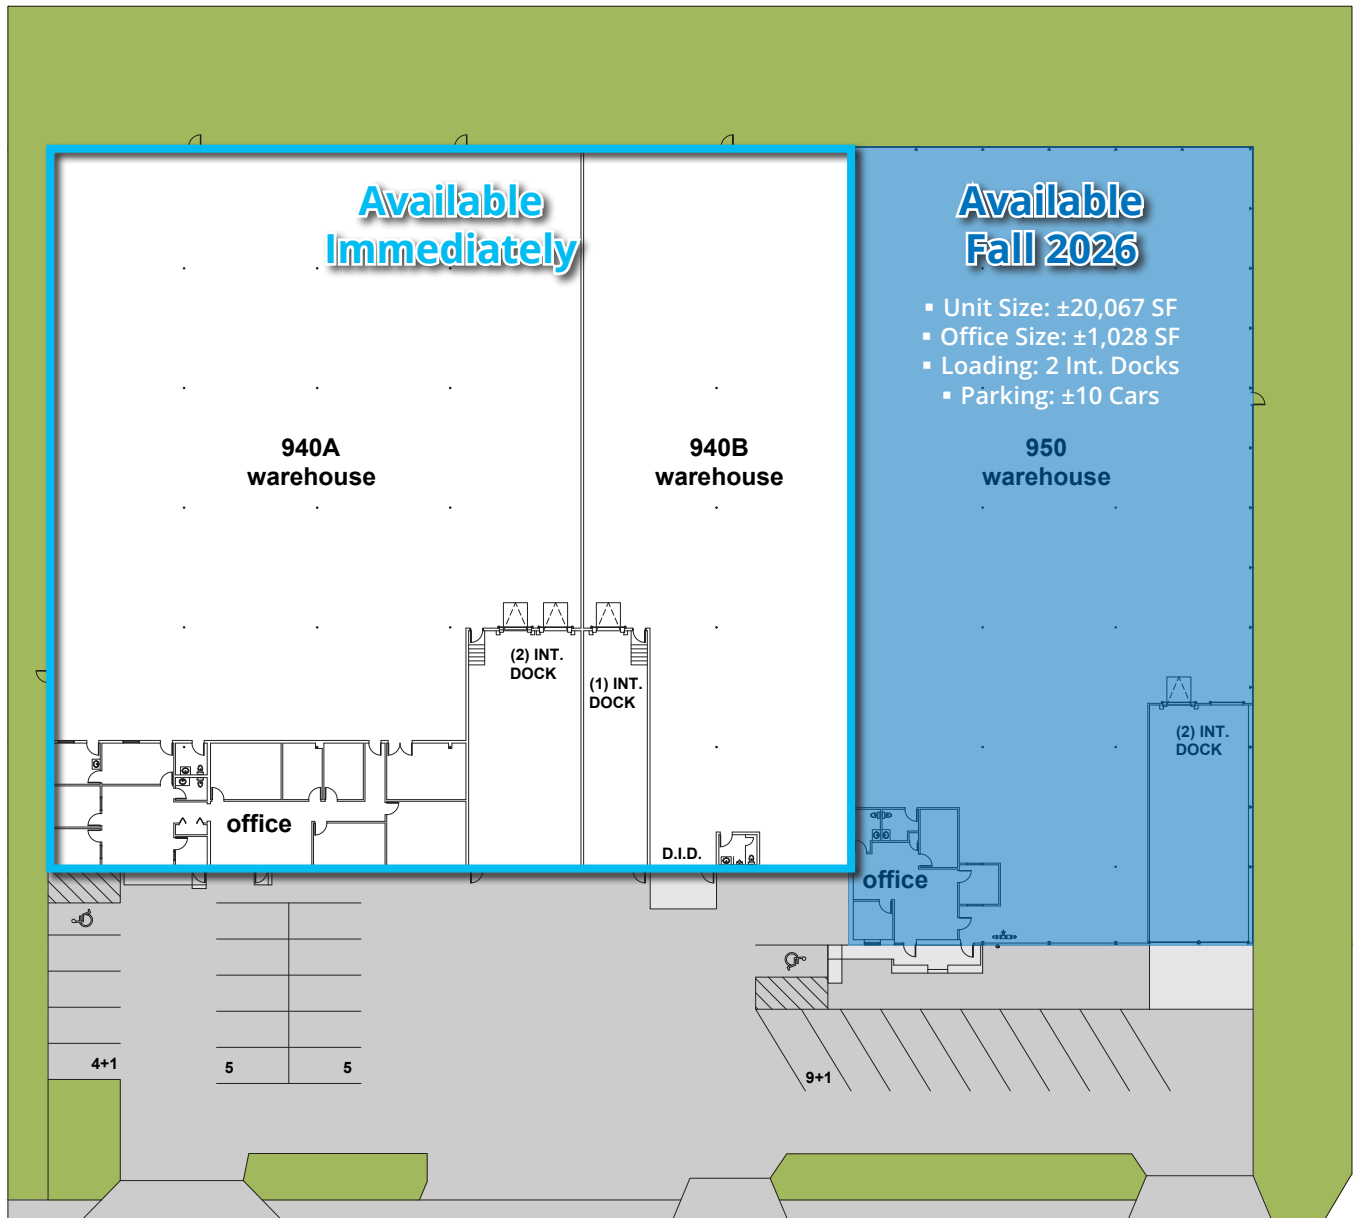 Available
Immediately
Available
Fall 2026
▪ Unit Size: ±20,067 SF
▪ Office Size: ±1,028 SF
▪ Loading: 2 Int. Docks
▪ Parking: ±10 Cars
940A
warehouse
940B
warehouse
950
warehouse
(2) INT.
DOCK
(1) INT.
DOCK
(2) INT.
DOCK
office
D.I.D.
office
4+1
5
5
9+1